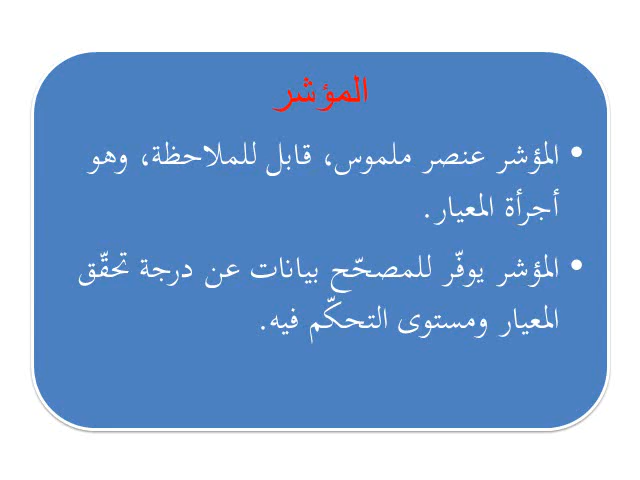 المؤشر
• المؤشر عنصر ملموس، قابل للملاحظة، وهو
أجرأة المعيار.
• المؤشر يوفّر للمصحّح بيانات عن درجة تحقّق
المعيار ومستوى التحكّم فيه.